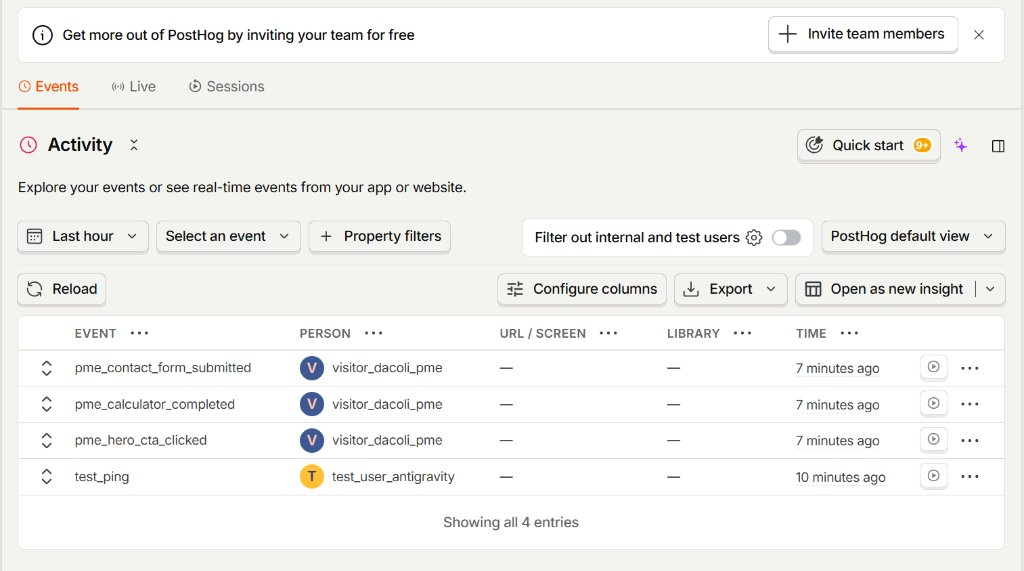 Get more out of PostHog by inviting your team for free
Invite team members
Events Live Sessions
Activity
Quick start 9+
Explore your events or see real-time events from your app or website.
Last hour Select an event Property filters Filter out internal and test users PostHog default view
Reload Configure columns Export Open as new insight
EVENT ••• PERSON ••• URL / SCREEN ••• LIBRARY ••• TIME •••
pme_contact_form_submitted V visitor_dacoli_pme — — 7 minutes ago •••
pme_calculator_completed V visitor_dacoli_pme — — 7 minutes ago •••
pme_hero_cta_clicked V visitor_dacoli_pme — — 7 minutes ago •••
test_ping T test_user_antigravity — — 10 minutes ago •••
Showing all 4 entries